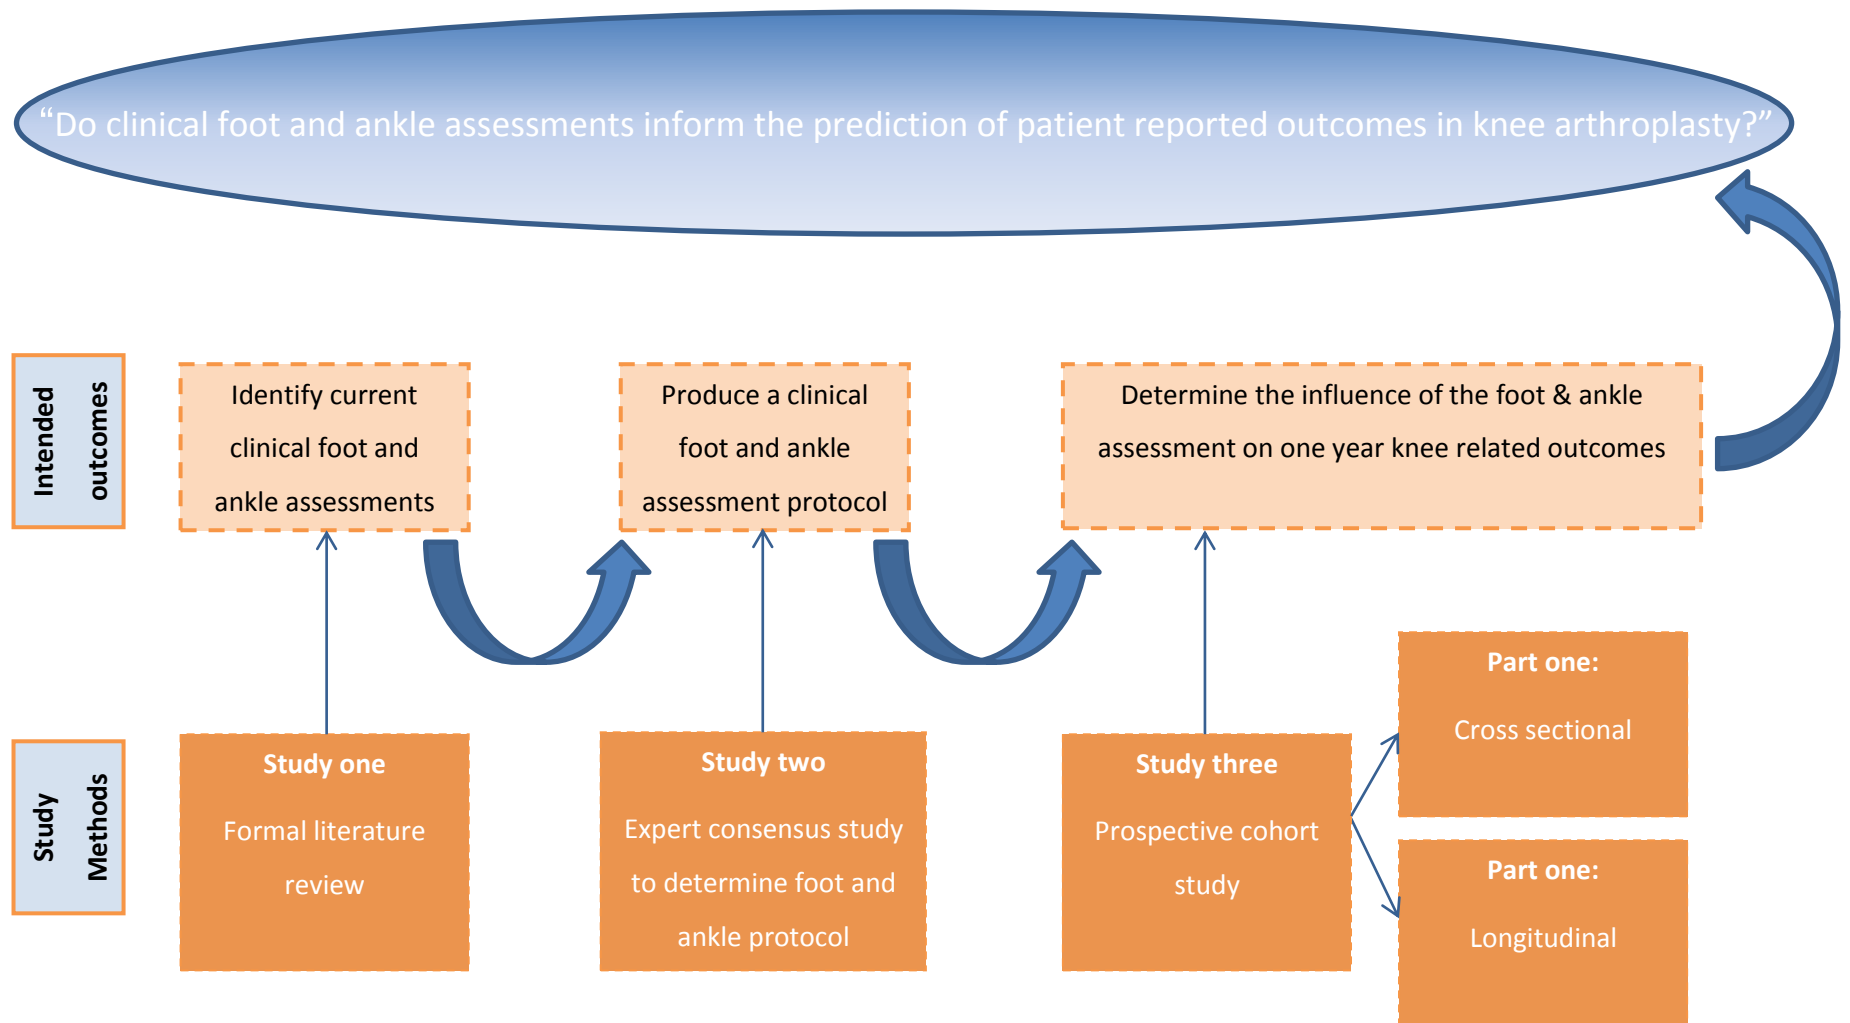 “Do clinical foot and ankle assessments inform the prediction of patient reported outcomes in knee arthroplasty?”
Intended
outcomes
Identify current
clinical foot and
ankle assessments
Produce a clinical
foot and ankle
assessment protocol
Determine the influence of the foot & ankle
assessment on one year knee related outcomes
Study
Methods
Study one
Formal literature
review
Study two
Expert consensus study
to determine foot and
ankle protocol
Study three
Prospective cohort
study
Part one:
Cross sectional
Part one:
Longitudinal